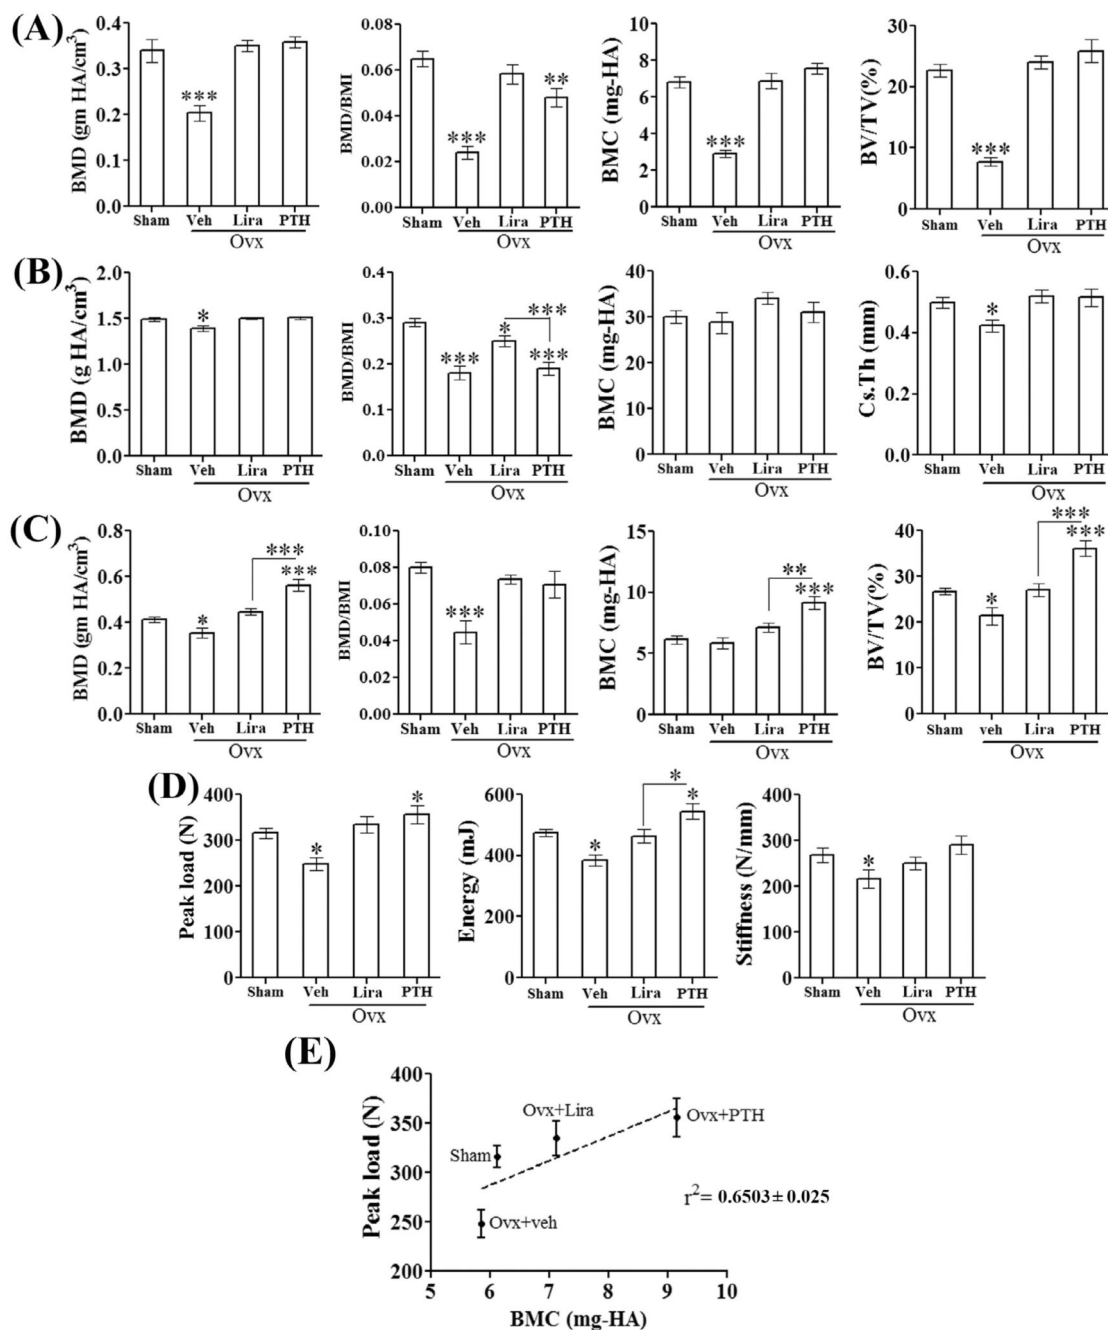 (A)
BMD (gm HA/cm³)
0.4
0.3
0.2
0.1
0.0
***
Sham Veh Lira PTH
Ovx
BMD/BMI
0.08
0.06
0.04
0.02
0.00
***
**
Sham Veh Lira PTH
Ovx
BMC (mg-HA)
8
6
4
2
0
***
Sham Veh Lira PTH
Ovx
BV/TV(%)
30
20
10
0
***
Sham Veh Lira PTH
Ovx
(B)
BMD (g HA/cm³)
2.0
1.5
1.0
0.5
0.0
*
Sham Veh Lira PTH
Ovx
BMD/BMI
0.4
0.3
0.2
0.1
0.0
***
*
***
***
Sham Veh Lira PTH
Ovx
BMC (mg-HA)
40
30
20
10
0
Sham Veh Lira PTH
Ovx
Cs.Th (mm)
0.6
0.4
0.2
0.0
*
Sham Veh Lira PTH
Ovx
(C)
BMD (gm HA/cm³)
0.8
0.6
0.4
0.2
0.0
*
***
***
Sham Veh Lira PTH
Ovx
BMD/BMI
0.10
0.08
0.06
0.04
0.02
0.00
***
Sham Veh Lira PTH
Ovx
BMC (mg-HA)
15
10
5
0
**
***
Sham Veh Lira PTH
Ovx
BV/TV(%)
40
30
20
10
0
*
***
***
Sham veh Lira PTH
Ovx
(D)
Peak load (N)
400
300
200
100
0
*
*
Sham Veh Lira PTH
Ovx
Energy (mJ)
600
400
200
0
*
*
*
Sham Veh Lira PTH
Ovx
Stiffness (N/mm)
400
300
200
100
0
*
Sham Veh Lira PTH
Ovx
(E)
Peak load (N)
400
350
300
250
200
Sham
Ovx+Lira
Ovx+PTH
Ovx+veh
r²= 0.6503 ± 0.025
5 6 7 8 9 10
BMC (mg-HA)